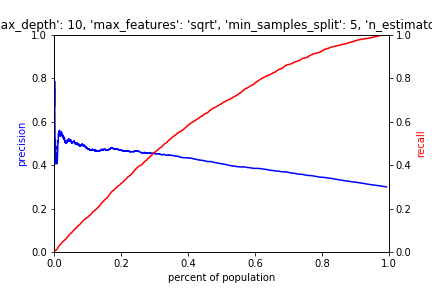 ax_depth': 10, 'max_features': 'sqrt', 'min_samples_split': 5, 'n_estimato
1.0
0.8
0.6
0.4
0.2
0.0
precision
0.0 0.2 0.4 0.6 0.8 1.0
percent of population
1.0
0.8
0.6
0.4
0.2
0.0
recall